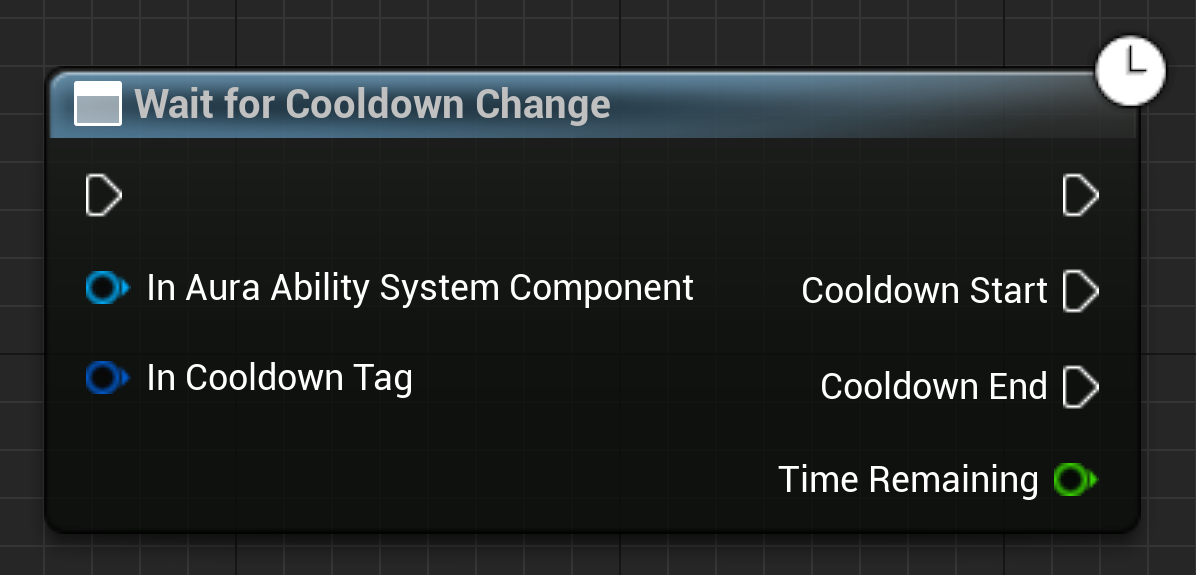 Wait for Cooldown Change
In Aura Ability System Component
Cooldown Start
In Cooldown Tag
Cooldown End
Time Remaining